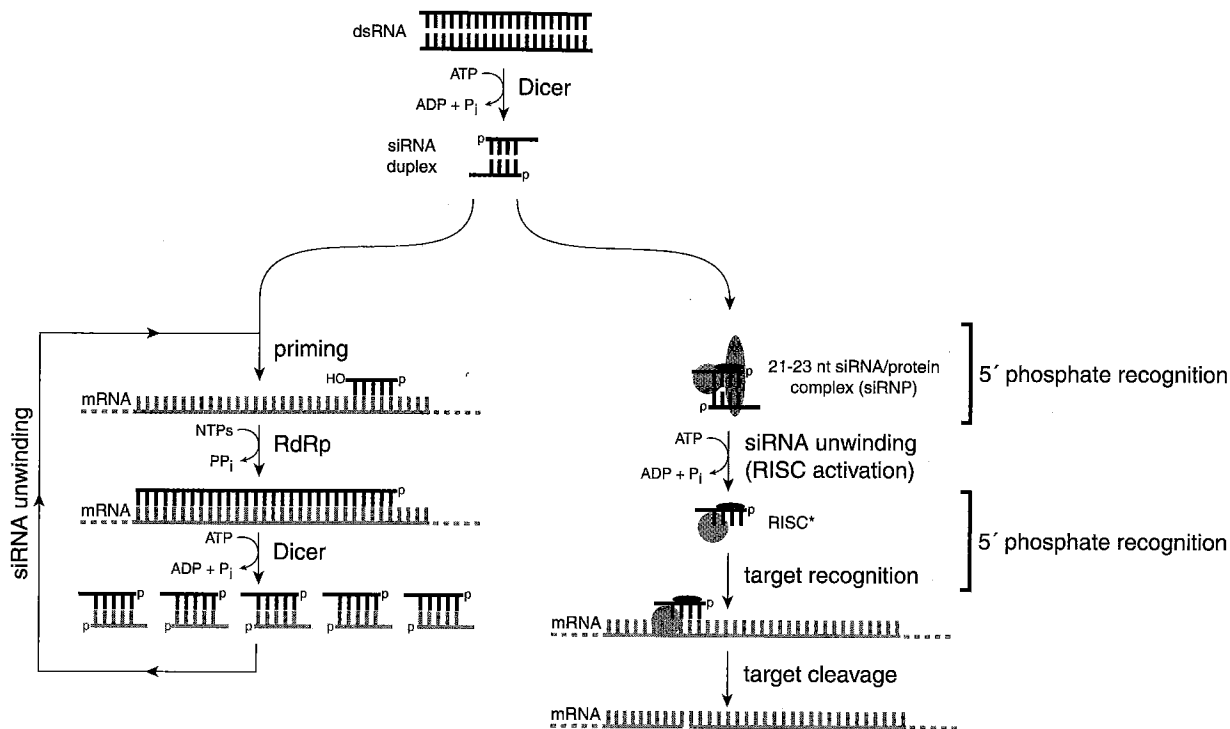 dsRNA
ATP
Dicer
ADP + Pi
p
siRNA
duplex
p
siRNA unwinding
priming
HO
p
mRNA
NTPs
RdRp
PPi
p
mRNA
ATP
Dicer
ADP + Pi
p p p p p
p p p p p
p
21-23 nt siRNA/protein
complex (siRNP)
p
5´ phosphate recognition
ATP
siRNA unwinding
(RISC activation)
ADP + Pi
p
RISC*
5´ phosphate recognition
target recognition
p
mRNA
target cleavage
mRNA